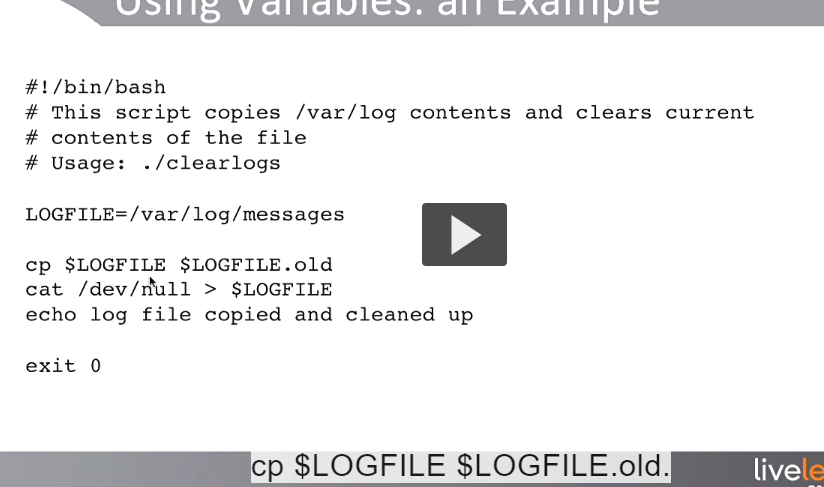 Using Variables: an Example
#!/bin/bash
# This script copies /var/log contents and clears current
# contents of the file
# Usage: ./clearlogs
LOGFILE=/var/log/messages
cp $LOGFILE $LOGFILE.old
cat /dev/null > $LOGFILE
echo log file copied and cleaned up
exit 0
cp $LOGFILE $LOGFILE.old.
livele